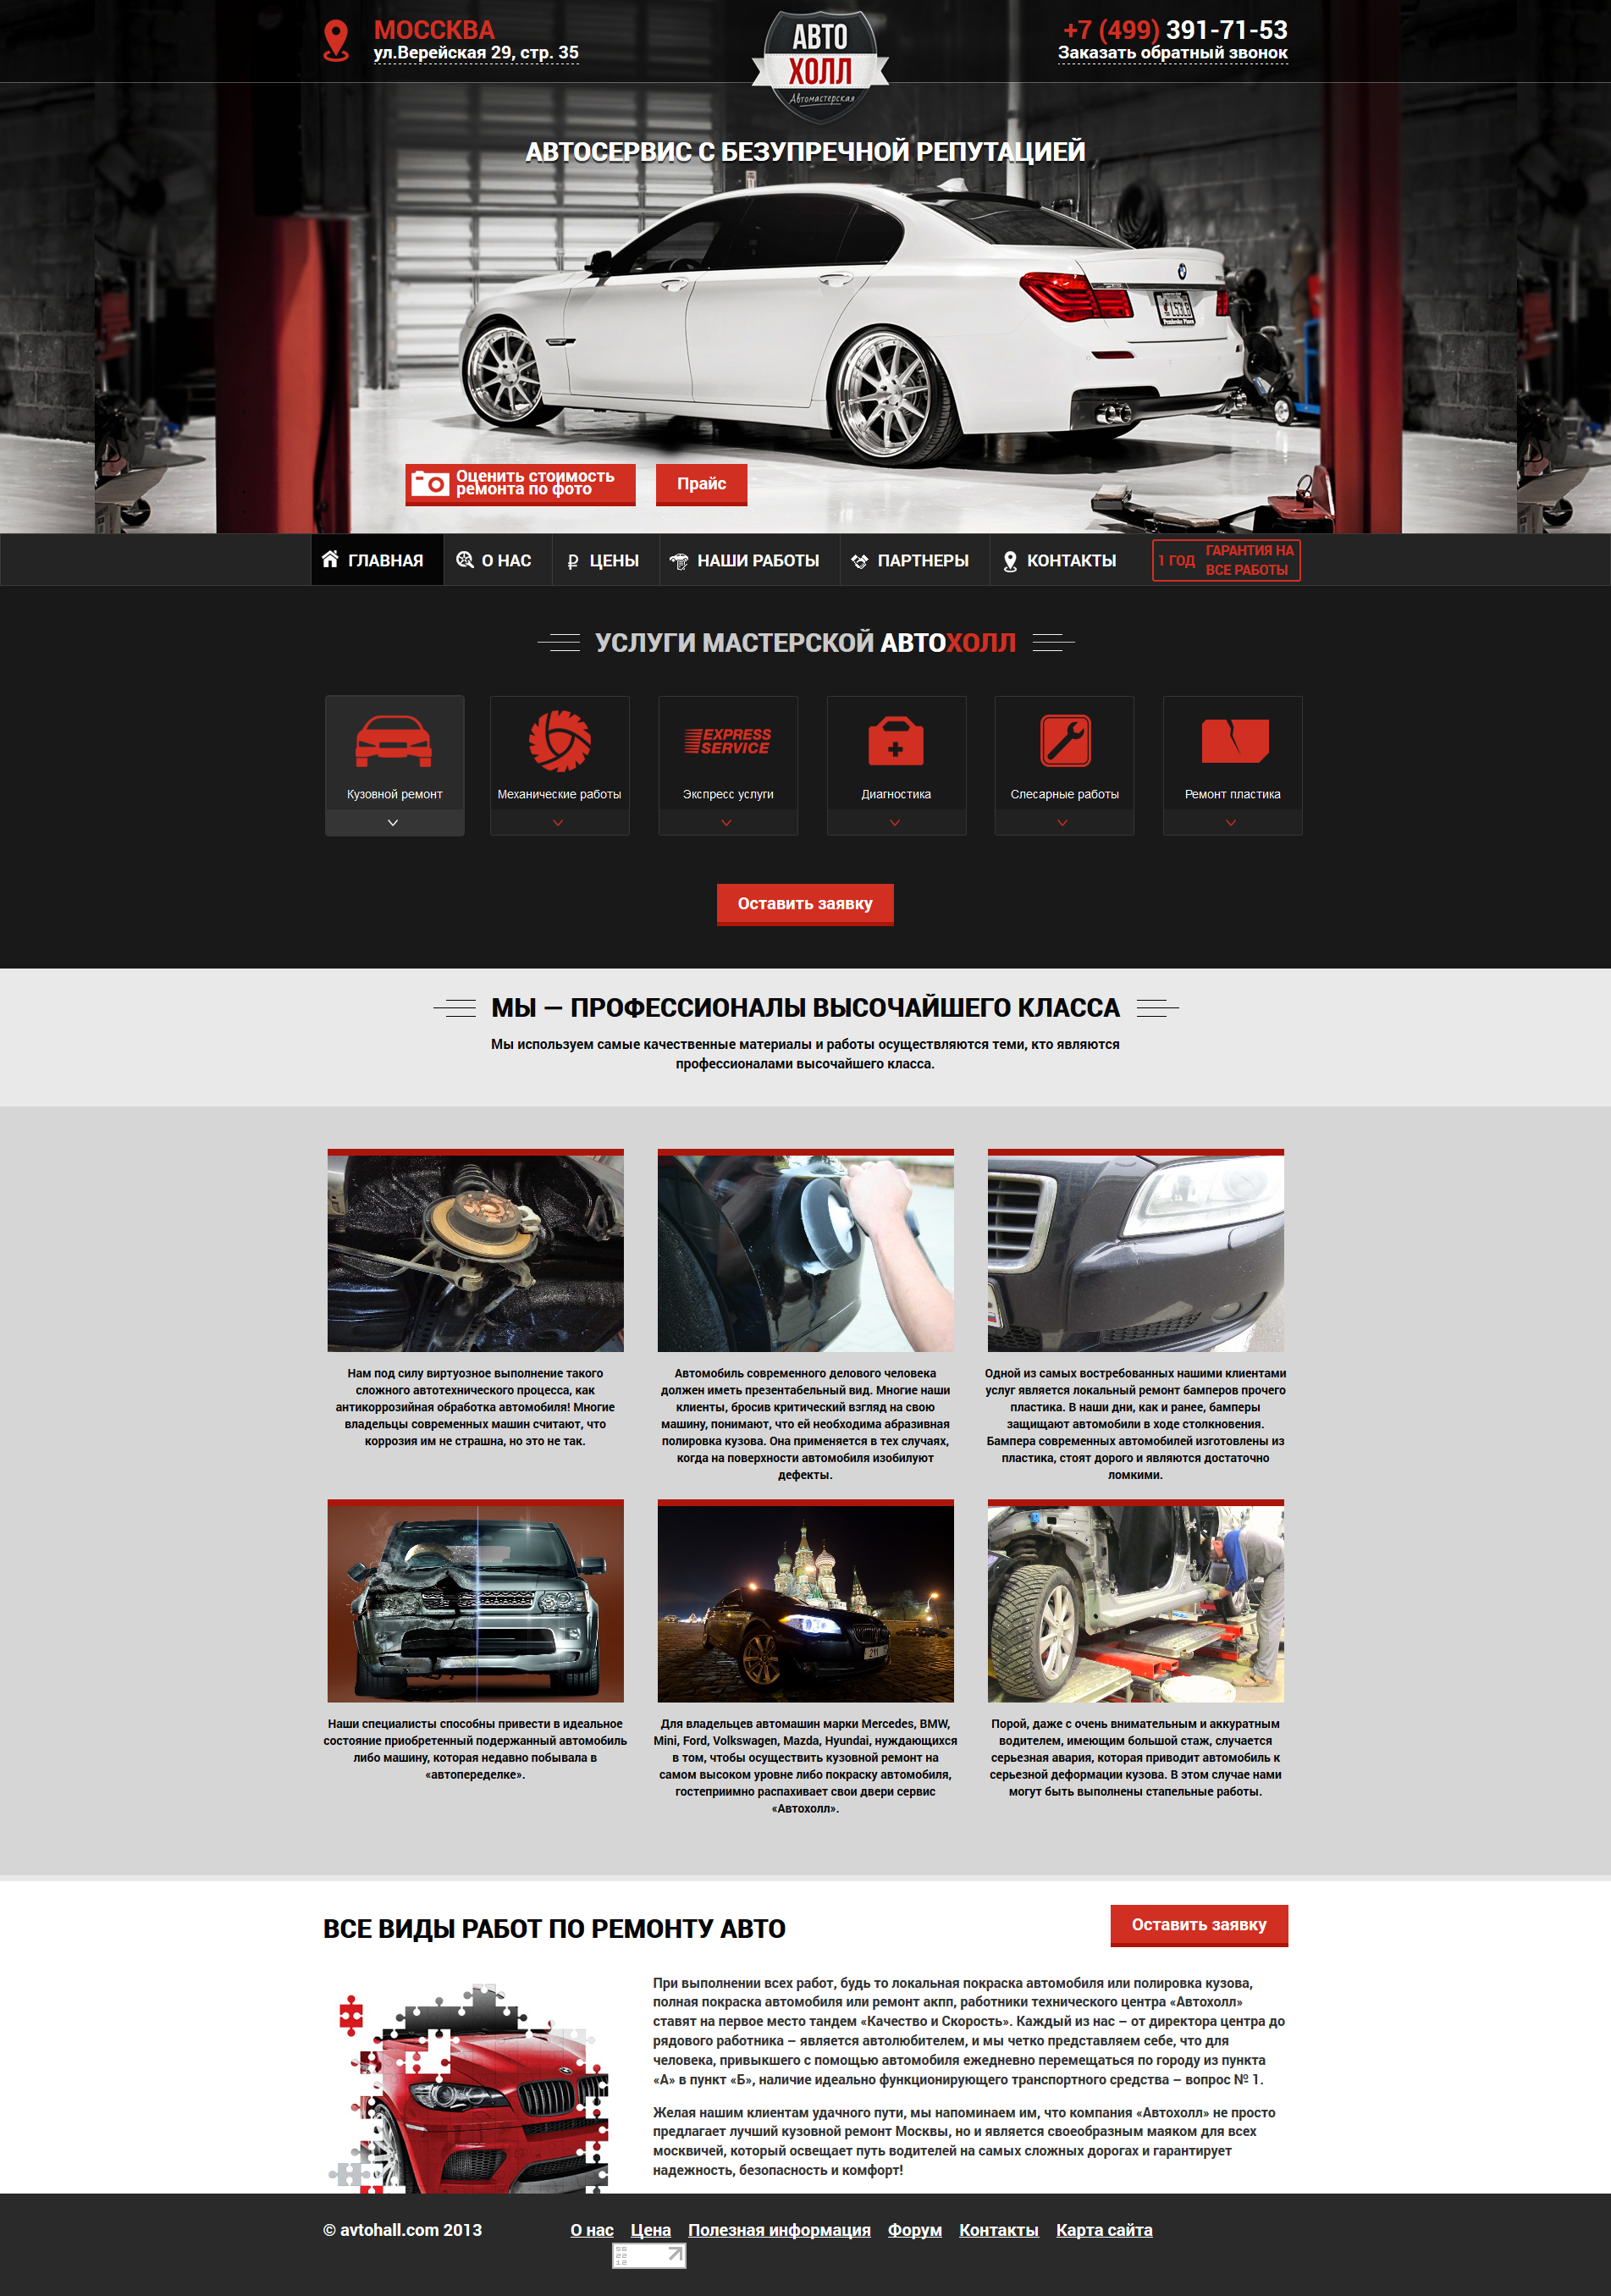 МОССКВА
ул.Верейская 29, стр. 35
АВТО
ХОЛЛ
Автомастерская
+7 (499) 391-71-53
Заказать обратный звонок
АВТОСЕРВИС С БЕЗУПРЕЧНОЙ РЕПУТАЦИЕЙ
Оценить стоимость
ремонта по фото
Прайс
ГЛАВНАЯ
О НАС
ЦЕНЫ
НАШИ РАБОТЫ
ПАРТНЕРЫ
КОНТАКТЫ
1 ГОД
ГАРАНТИЯ НА
ВСЕ РАБОТЫ
УСЛУГИ МАСТЕРСКОЙ АВТОХОЛЛ
EXPRESS
SERVICE
Кузовной ремонт
Механические работы
Экспресс услуги
Диагностика
Слесарные работы
Ремонт пластика
Оставить заявку
МЫ — ПРОФЕССИОНАЛЫ ВЫСОЧАЙШЕГО КЛАССА
Мы используем самые качественные материалы и работы осуществляются теми, кто являются
профессионалами высочайшего класса.
Нам под силу виртуозное выполнение такого
сложного автотехнического процесса, как
антикоррозийная обработка автомобиля! Многие
владельцы современных машин считают, что
коррозия им не страшна, но это не так.
Автомобиль современного делового человека
должен иметь презентабельный вид. Многие наши
клиенты, бросив критический взгляд на свою
машину, понимают, что ей необходима абразивная
полировка кузова. Она применяется в тех случаях,
когда на поверхности автомобиля изобилуют
дефекты.
Одной из самых востребованных нашими клиентами
услуг является локальный ремонт бамперов прочего
пластика. В наши дни, как и ранее, бамперы
защищают автомобили в ходе столкновения.
Бампера современных автомобилей изготовлены из
пластика, стоят дорого и являются достаточно
ломкими.
Наши специалисты способны привести в идеальное
состояние приобретенный подержанный автомобиль
либо машину, которая недавно побывала в
«автопеределке».
Для владельцев автомашин марки Mercedes, BMW,
Mini, Ford, Volkswagen, Mazda, Hyundai, нуждающихся
в том, чтобы осуществить кузовной ремонт на
самом высоком уровне либо покраску автомобиля,
гостеприимно распахивает свои двери сервис
«Автохолл».
Порой, даже с очень внимательным и аккуратным
водителем, имеющим большой стаж, случается
серьезная авария, которая приводит автомобиль к
серьезной деформации кузова. В этом случае нами
могут быть выполнены стапельные работы.
ВСЕ ВИДЫ РАБОТ ПО РЕМОНТУ АВТО
Оставить заявку
При выполнении всех работ, будь то локальная покраска автомобиля или полировка кузова,
полная покраска автомобиля или ремонт акпп, работники технического центра «Автохолл»
ставят на первое место тандем «Качество и Скорость». Каждый из нас – от директора центра до
рядового работника – является автолюбителем, и мы четко представляем себе, что для
человека, привыкшего с помощью автомобиля ежедневно перемещаться по городу из пункта
«А» в пункт «Б», наличие идеально функционирующего транспортного средства – вопрос № 1.
Желая нашим клиентам удачного пути, мы напоминаем им, что компания «Автохолл» не просто
предлагает лучший кузовной ремонт Москвы, но и является своеобразным маяком для всех
москвичей, который освещает путь водителей на самых сложных дорогах и гарантирует
надежность, безопасность и комфорт!
© avtohall.com 2013
О нас
Цена
Полезная информация
Форум
Контакты
Карта сайта